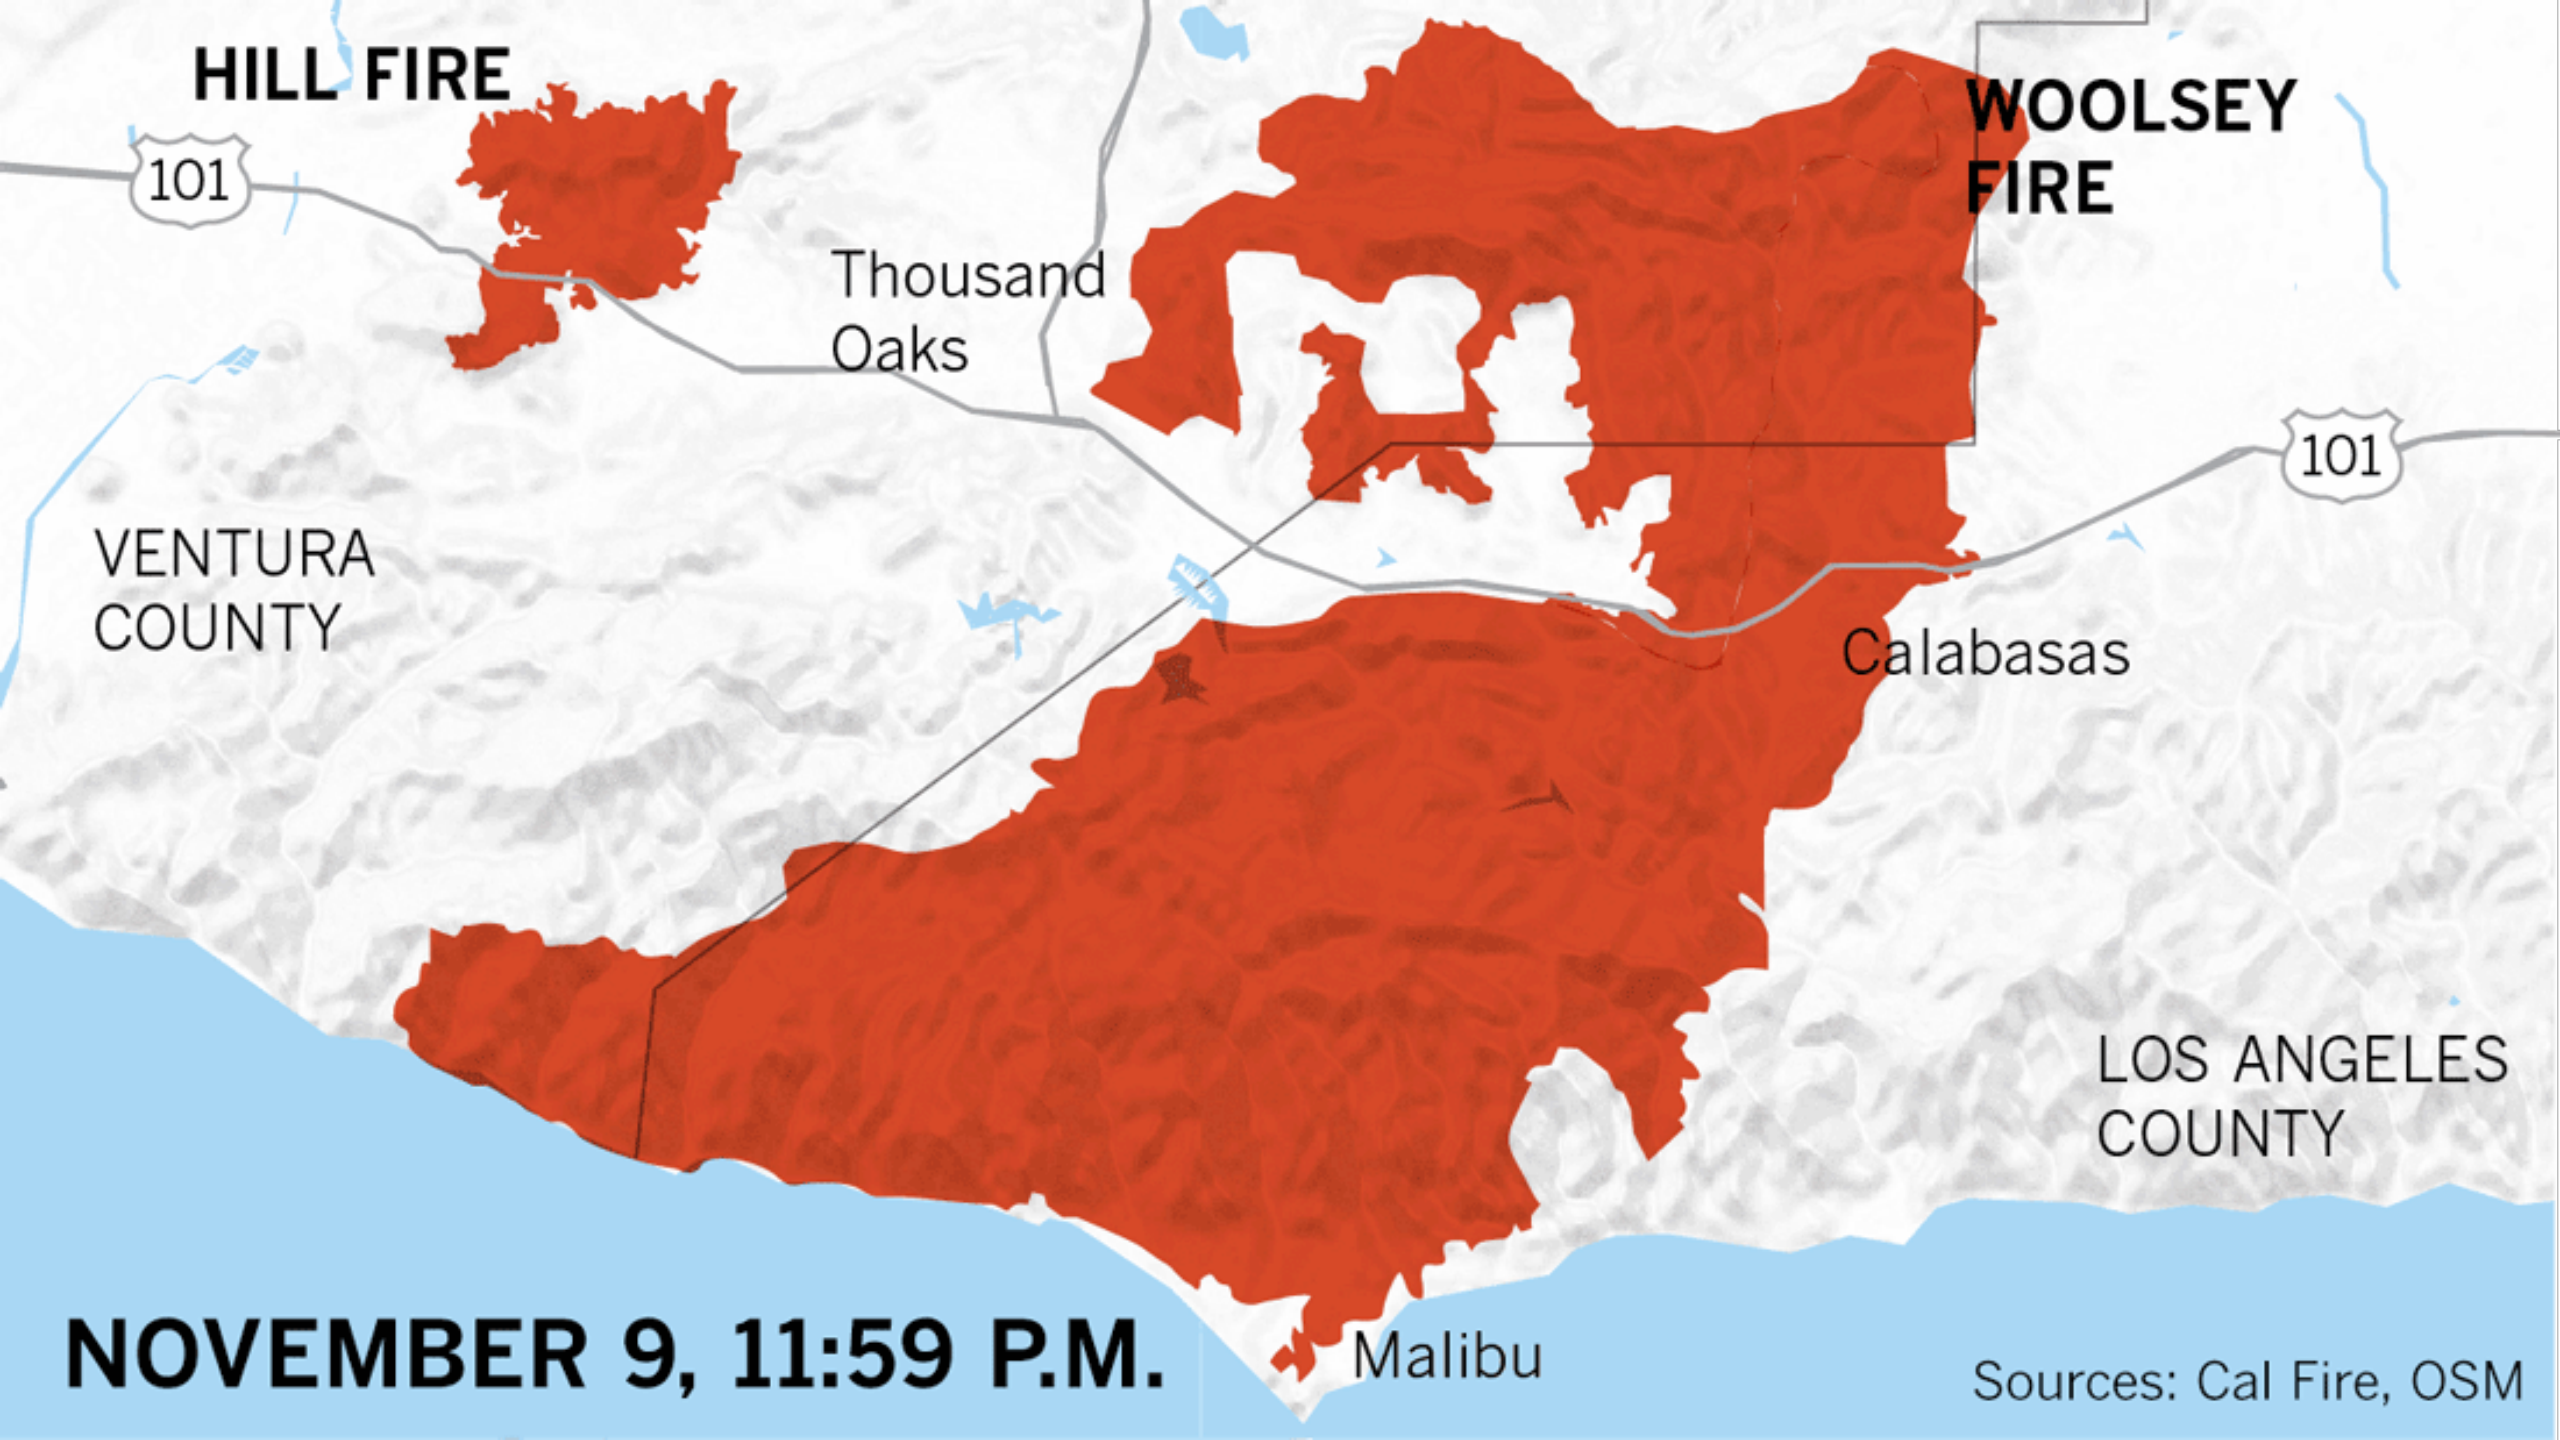 HILL FIRE
WOOLSEY
FIRE
101
Thousand
Oaks
101
VENTURA
COUNTY
Calabasas
LOS ANGELES
COUNTY
Malibu
NOVEMBER 9, 11:59 P.M.
Sources: Cal Fire, OSM